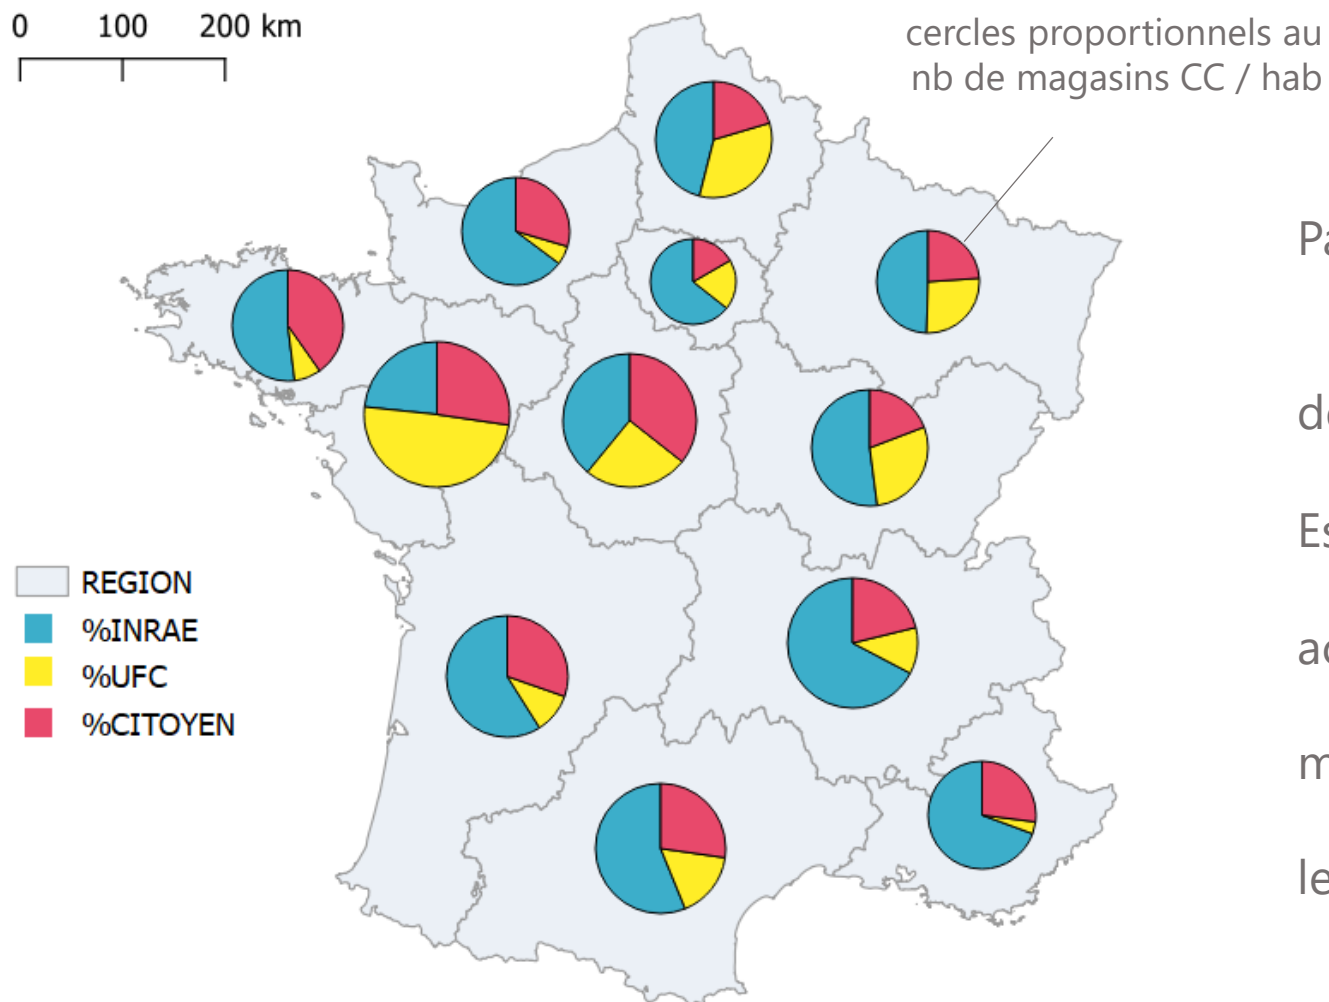 0 100 200 km
cercles proportionnels au
nb de magasins CC / hab
REGION
%INRAE
%UFC
%CITOYEN